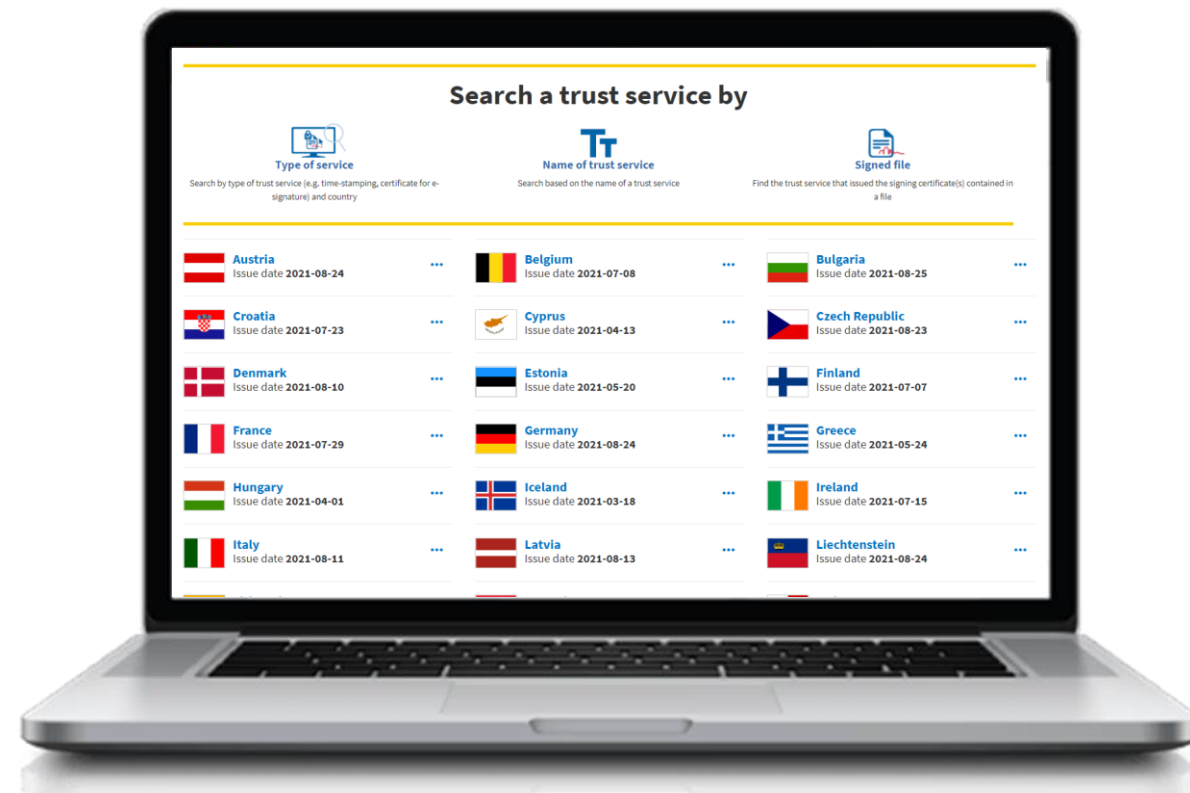 Search a trust service by
Type of service
Search by type of trust service (e.g. time-stamping, certificate for e-
signature) and country
Name of trust service
Search based on the name of a trust service
Signed file
Find the trust service that issued the signing certificate(s) contained in
a file
Austria
Issue date 2021-08-24
Belgium
Issue date 2021-07-08
Bulgaria
Issue date 2021-08-25
Croatia
Issue date 2021-07-23
Cyprus
Issue date 2021-04-13
Czech Republic
Issue date 2021-08-23
Denmark
Issue date 2021-08-10
Estonia
Issue date 2021-05-20
Finland
Issue date 2021-07-07
France
Issue date 2021-07-29
Germany
Issue date 2021-08-24
Greece
Issue date 2021-05-24
Hungary
Issue date 2021-04-01
Iceland
Issue date 2021-03-18
Ireland
Issue date 2021-07-15
Italy
Issue date 2021-08-11
Latvia
Issue date 2021-08-13
Liechtenstein
Issue date 2021-08-24